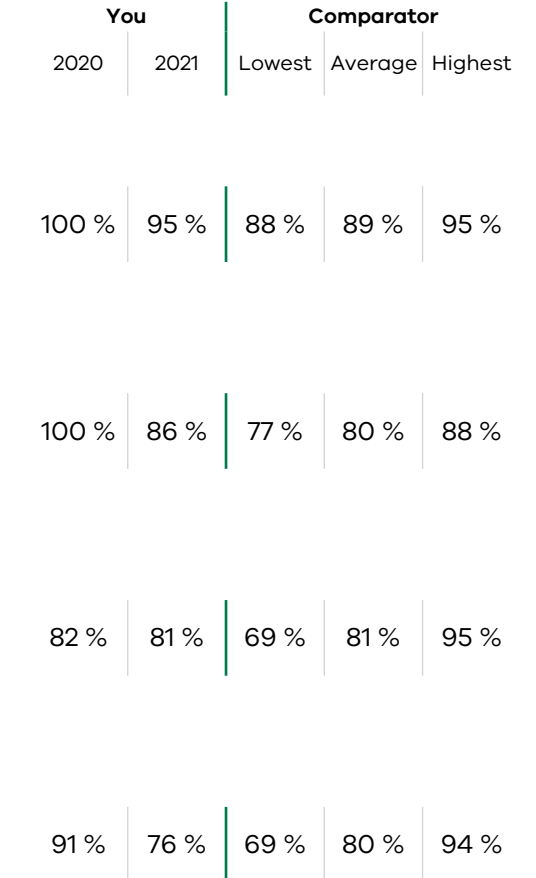 You Comparator
2020 2021 Lowest Average Highest
100 % 95 % 88 % 89 % 95 %
100 % 86 % 77 % 80 % 88 %
82 % 81 % 69 % 81 % 95 %
91 % 76 % 69 % 80 % 94 %